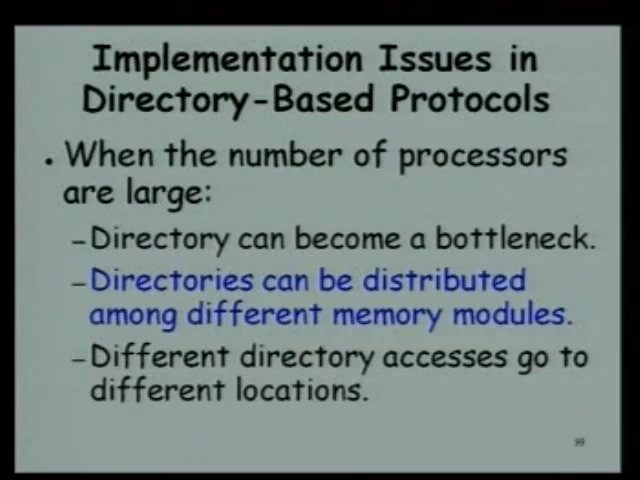 Implementation Issues in
Directory-Based Protocols
• When the number of processors
are large:
–Directory can become a bottleneck.
–Directories can be distributed
among different memory modules.
–Different directory accesses go to
different locations.
99